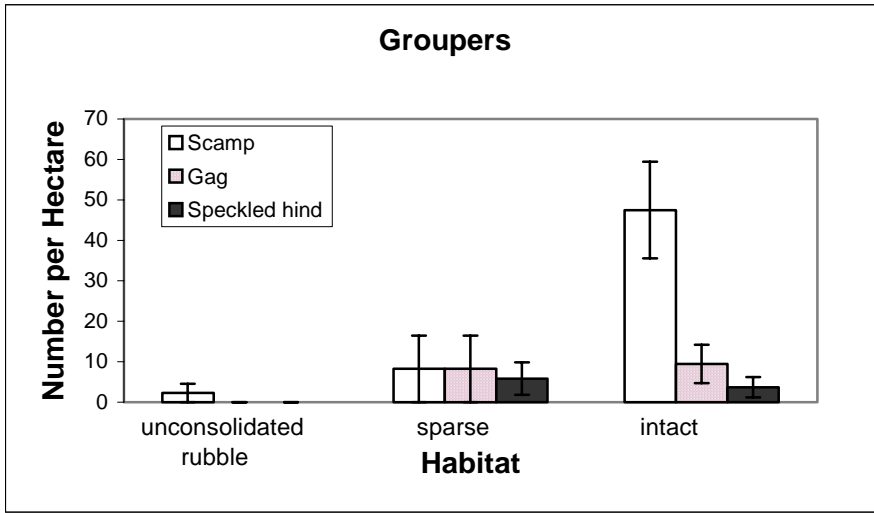 Groupers
Number per Hectare
70
60
50
40
30
20
10
0
Scamp
Gag
Speckled hind
unconsolidated
rubble
sparse
intact
Habitat